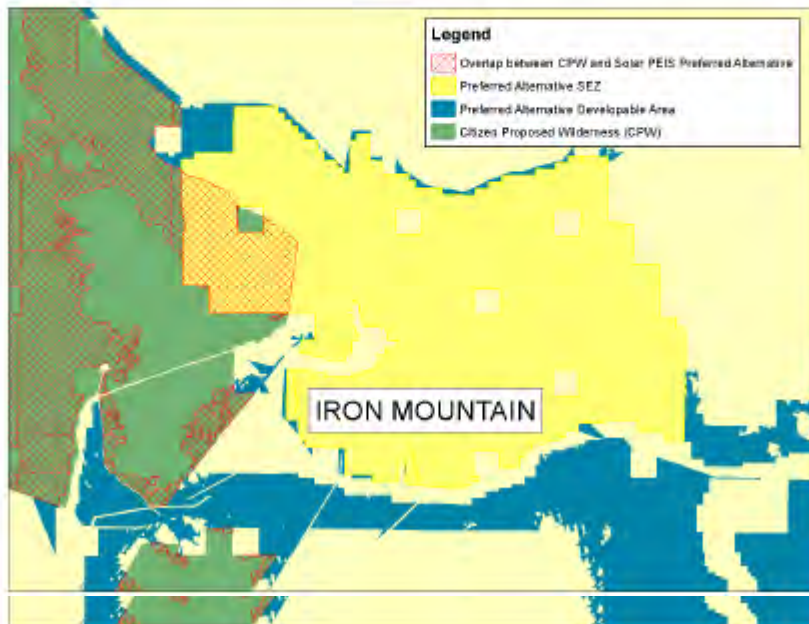 Legend
Overlap between CPW and Solar PEIS Preferred Alternative
Preferred Alternative SEZ
Preferred Alternative Developable Area
Citizen Proposed Wilderness (CPW)
IRON MOUNTAIN